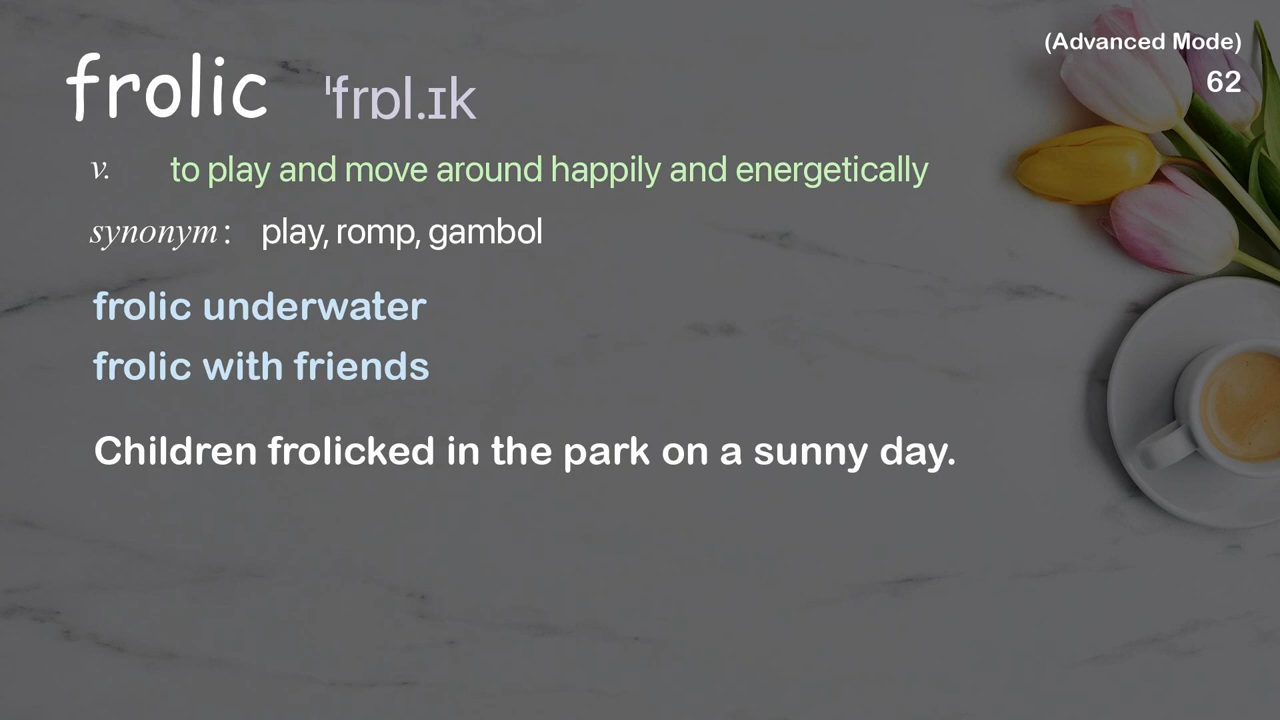 (Advanced Mode)
62
frolic ˈfrɒl.ɪk
v. to play and move around happily and energetically
synonym : play, romp, gambol
frolic underwater
frolic with friends
Children frolicked in the park on a sunny day.